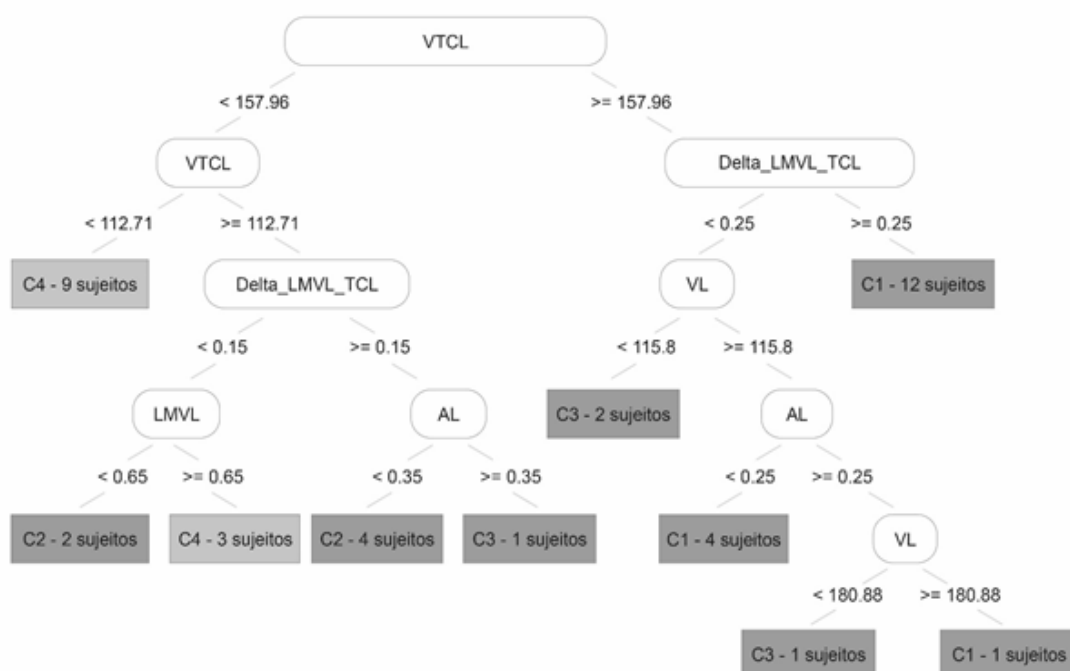 VTCL
< 157.96
>= 157.96
VTCL
Delta_LMVL_TCL
< 112.71
>= 112.71
< 0.25
>= 0.25
C4 - 9 sujeitos
Delta_LMVL_TCL
VL
C1 - 12 sujeitos
< 0.15
>= 0.15
< 115.8
>= 115.8
LMVL
AL
C3 - 2 sujeitos
AL
< 0.65
>= 0.65
< 0.35
>= 0.35
< 0.25
>= 0.25
C2 - 2 sujeitos
C4 - 3 sujeitos
C2 - 4 sujeitos
C3 - 1 sujeitos
C1 - 4 sujeitos
VL
< 180.88
>= 180.88
C3 - 1 sujeitos
C1 - 1 sujeitos